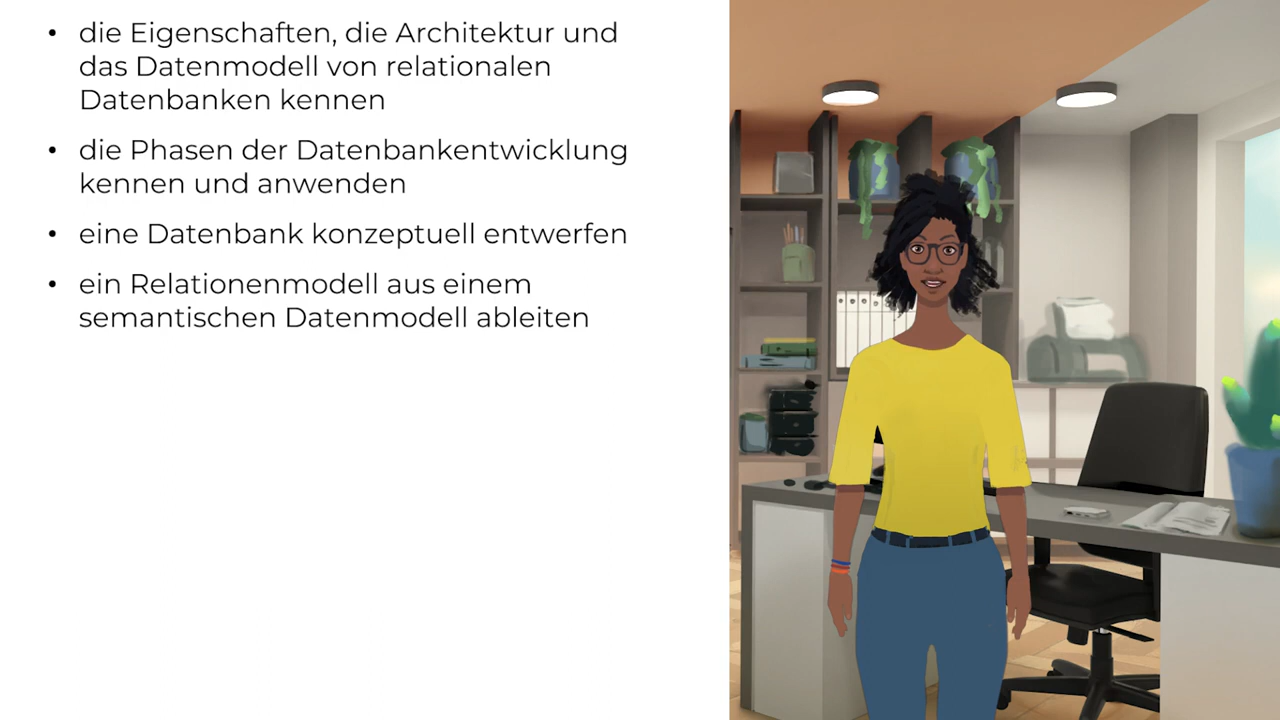 • die Eigenschaften, die Architektur und
das Datenmodell von relationalen
Datenbanken kennen
• die Phasen der Datenbankentwicklung
kennen und anwenden
• eine Datenbank konzeptuell entwerfen
• ein Relationenmodell aus einem
semantischen Datenmodell ableiten